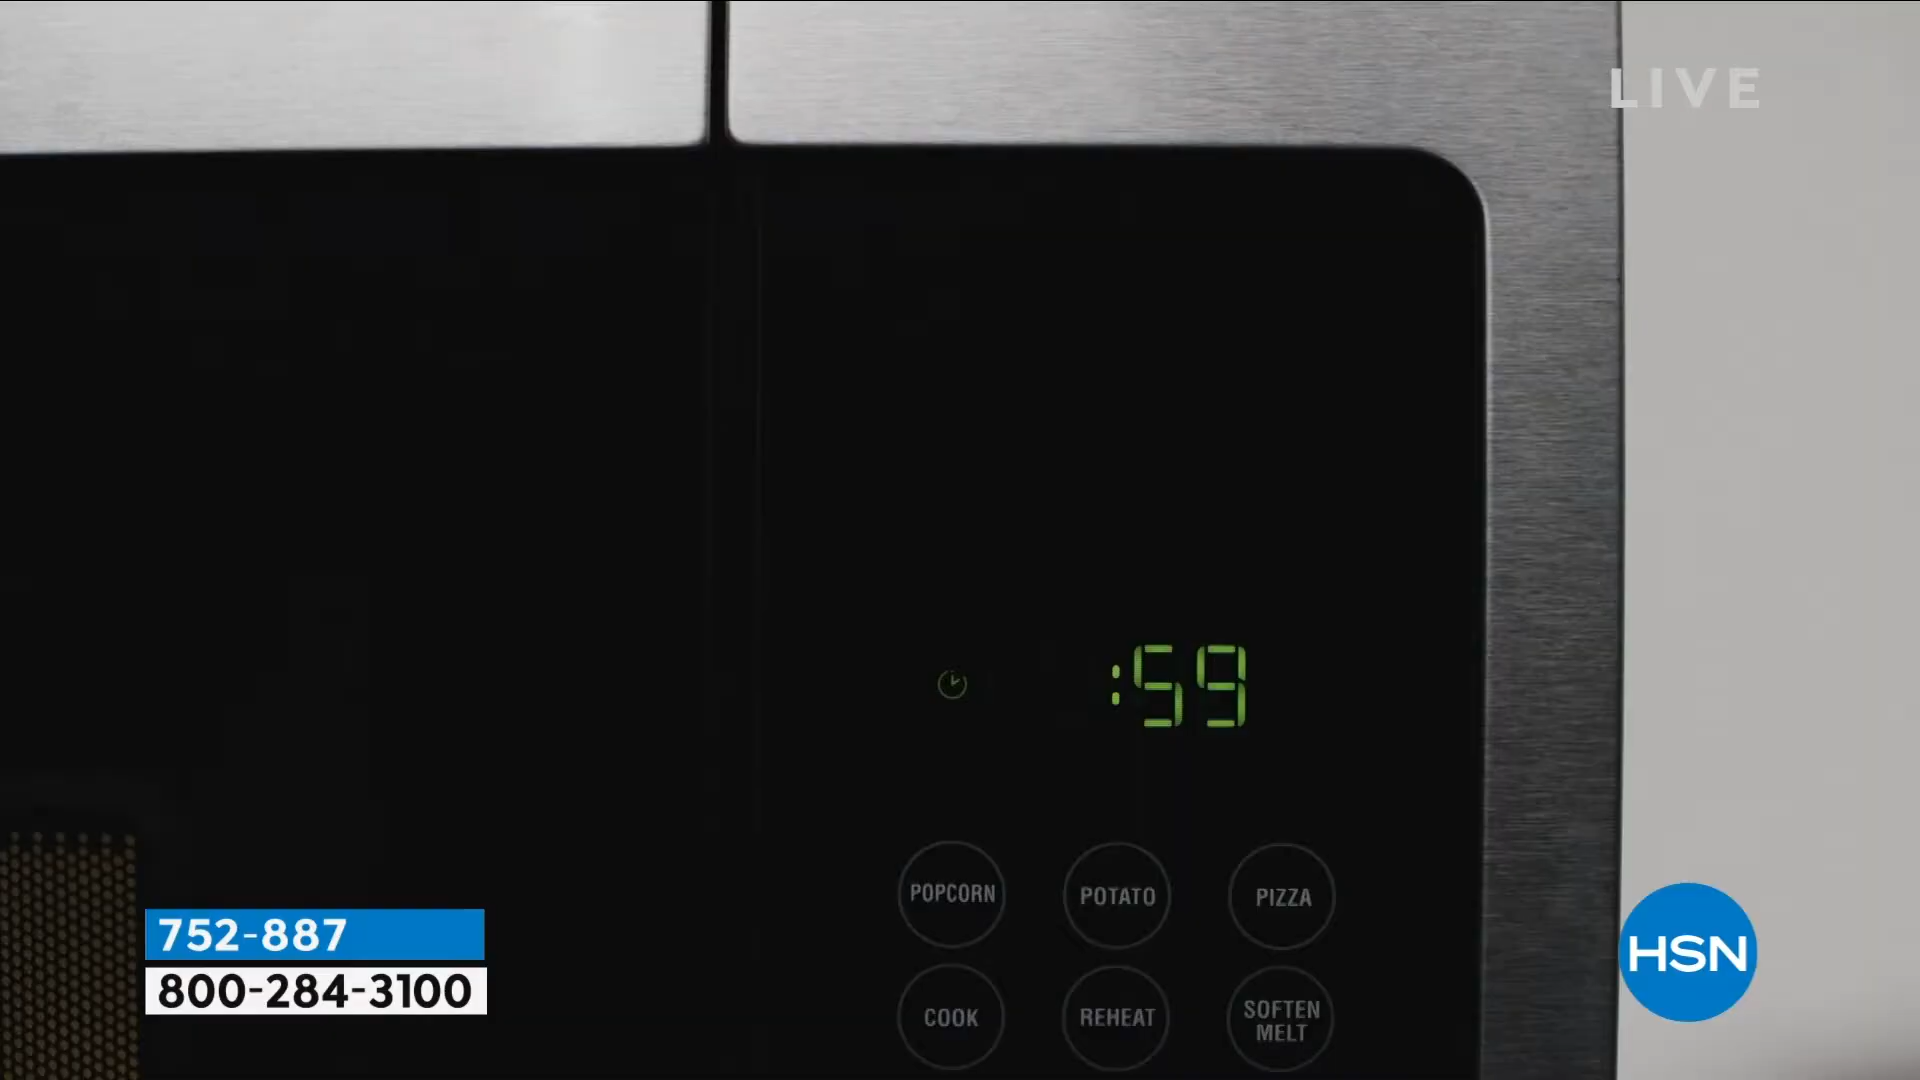 LIVE
:59
POPCORN
POTATO
PIZZA
752-887
HSN
800-284-3100
COOK
REHEAT
SOFTEN
MELT